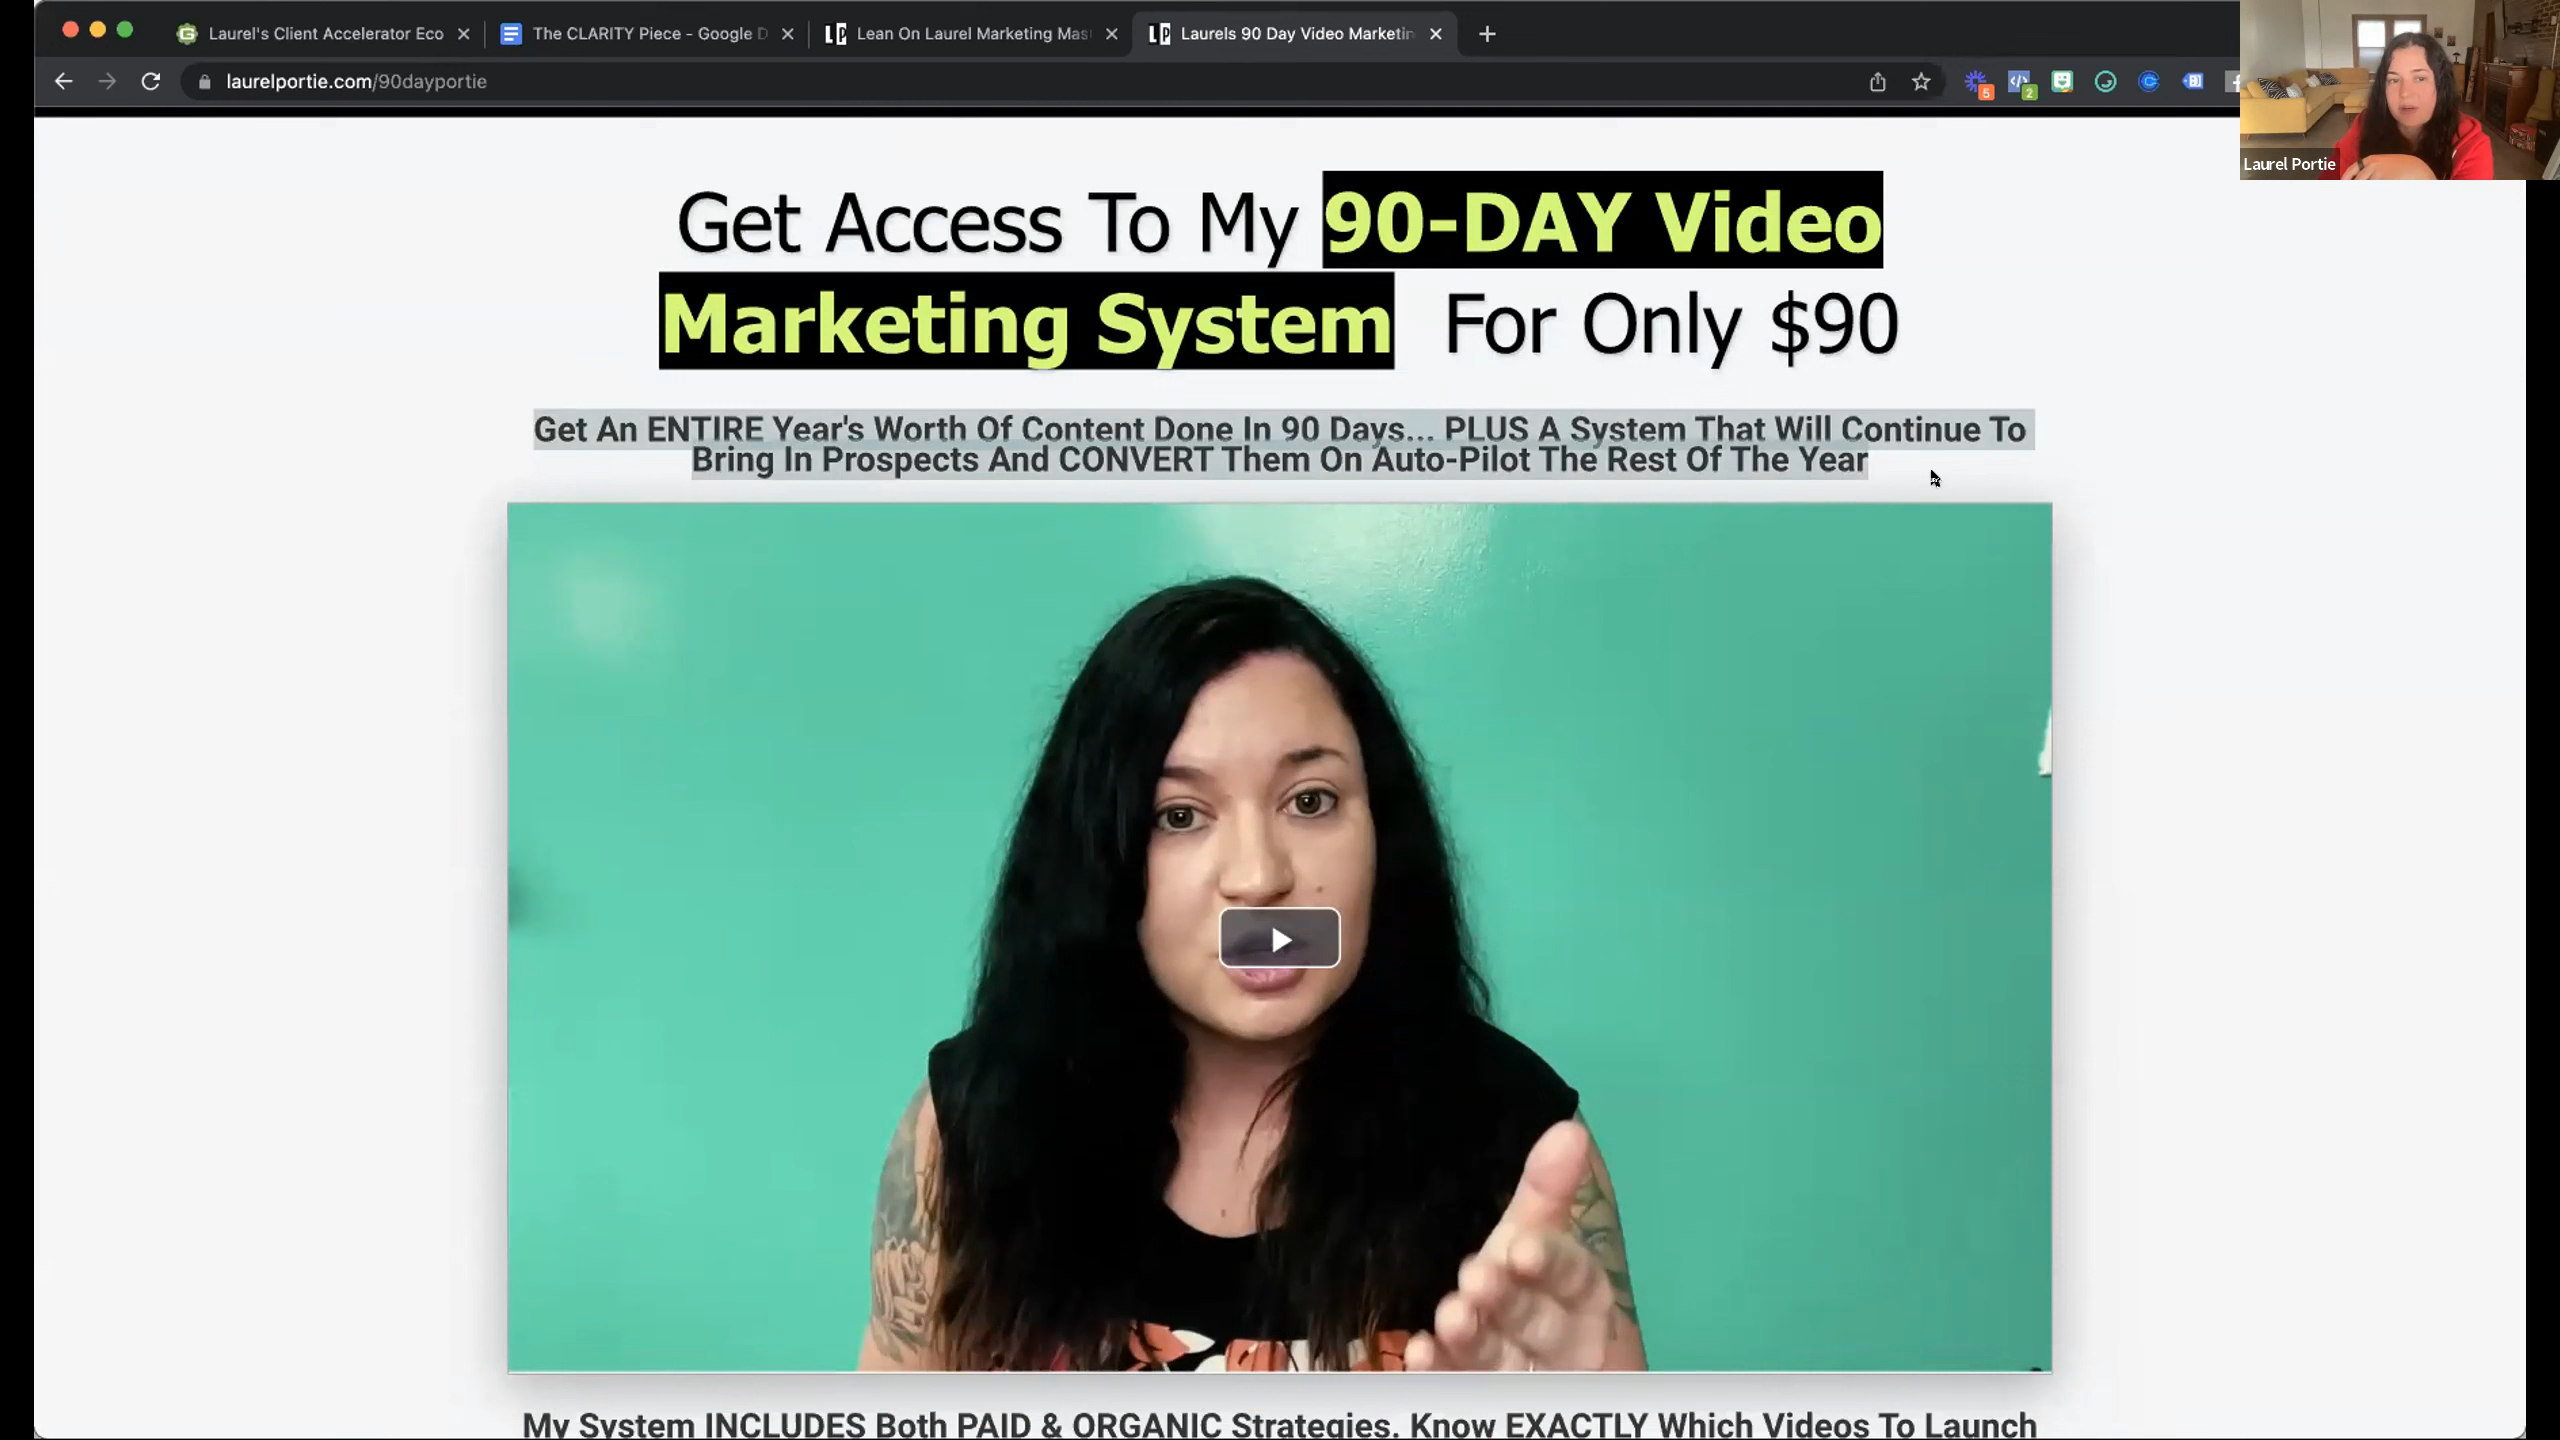 Laurel's Client Accelerator Eco
The CLARITY Piece - Google D
Lean On Laurel Marketing Mas
Laurels 90 Day Video Marketin
laurelportie.com/90dayportie
5
2
Laurel Portie
Get Access To My 90-DAY Video
Marketing System For Only $90
Get An ENTIRE Year's Worth Of Content Done In 90 Days... PLUS A System That Will Continue To
Bring In Prospects And CONVERT Them On Auto-Pilot The Rest Of The Year
My System INCLUDES Both PAID & ORGANIC Strategies. Know EXACTLY Which Videos To Launch